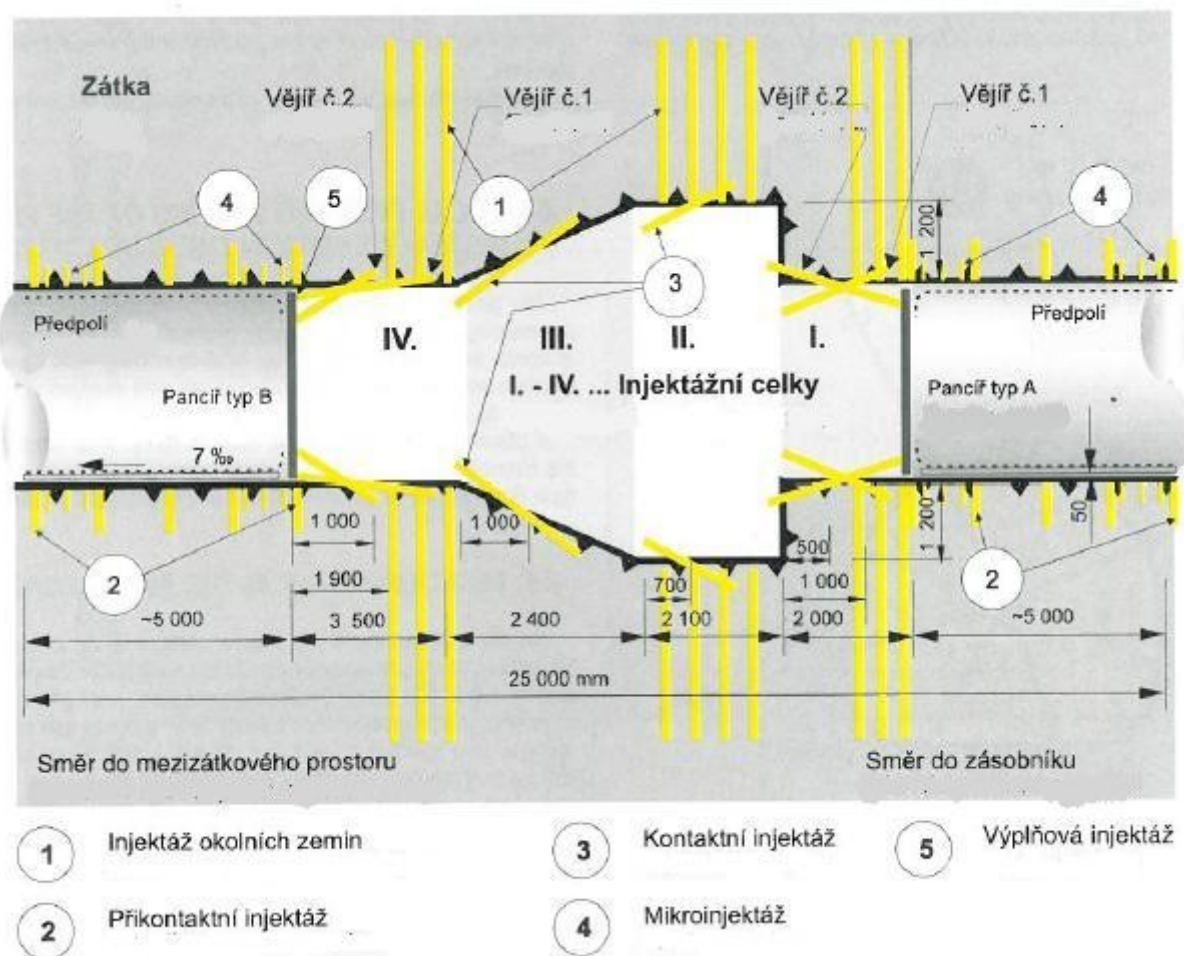 Zátka
Vějíř č.2
Vějíř č.1
Vějíř č.2
Vějíř č.1
4
5
1
4
1 200
3
Předpolí
Předpolí
IV.
III.
II.
I.
I. - IV. ... Injektážní celky
Pancíř typ B
Pancíř typ A
7 ‰
50
1 200
1 000
1 000
500
2
2
1 900
700
1 000
~5 000
3 500
2 400
2 100
2 000
~5 000
25 000 mm
Směr do mezizátkového prostoru
Směr do zásobníku
1 Injektáž okolních zemin
3 Kontaktní injektáž
5 Výplňová injektáž
2 Přikontaktní injektáž
4 Mikroinjektáž